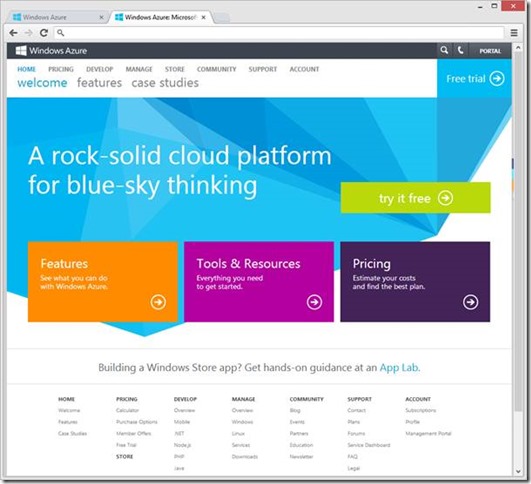 Windows Azure
Windows Azure: Microsoft
Windows Azure
PORTAL
HOME PRICING DEVELOP MANAGE STORE COMMUNITY SUPPORT ACCOUNT
welcome features case studies
Free trial
A rock-solid cloud platform
for blue-sky thinking
try it free
Features
See what you can do
with Windows Azure.
Tools & Resources
Everything you need
to get started.
Pricing
Estimate your costs
and find the best plan.
Building a Windows Store app? Get hands-on guidance at an App Lab.
HOME PRICING DEVELOP MANAGE COMMUNITY SUPPORT ACCOUNT
Welcome Calculator Overview Overview Blog Contact Subscriptions
Features Purchase Options Mobile Windows Events Plans Profile
Case Studies Member Offers .NET Linux Partners Forums Management Portal
Free Trial Node.js Services Education Service Dashboard
STORE PHP Downloads Newsletter FAQ
Java Legal